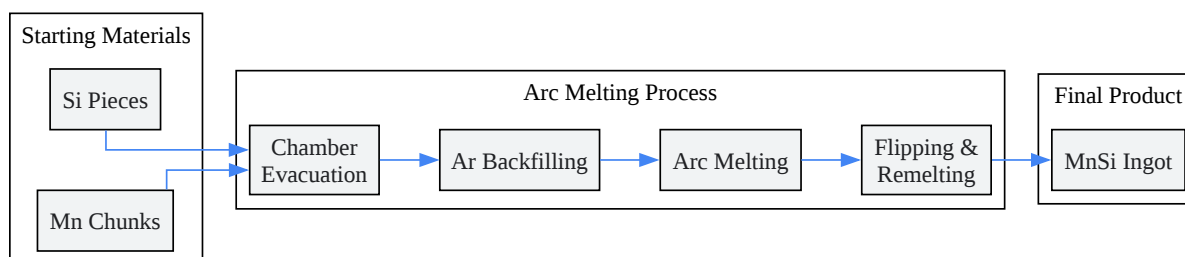 Starting Materials
Si Pieces
Mn Chunks
Arc Melting Process
Chamber
Evacuation
Ar Backfilling
Arc Melting
Flipping &
Remelting
Final Product
MnSi Ingot